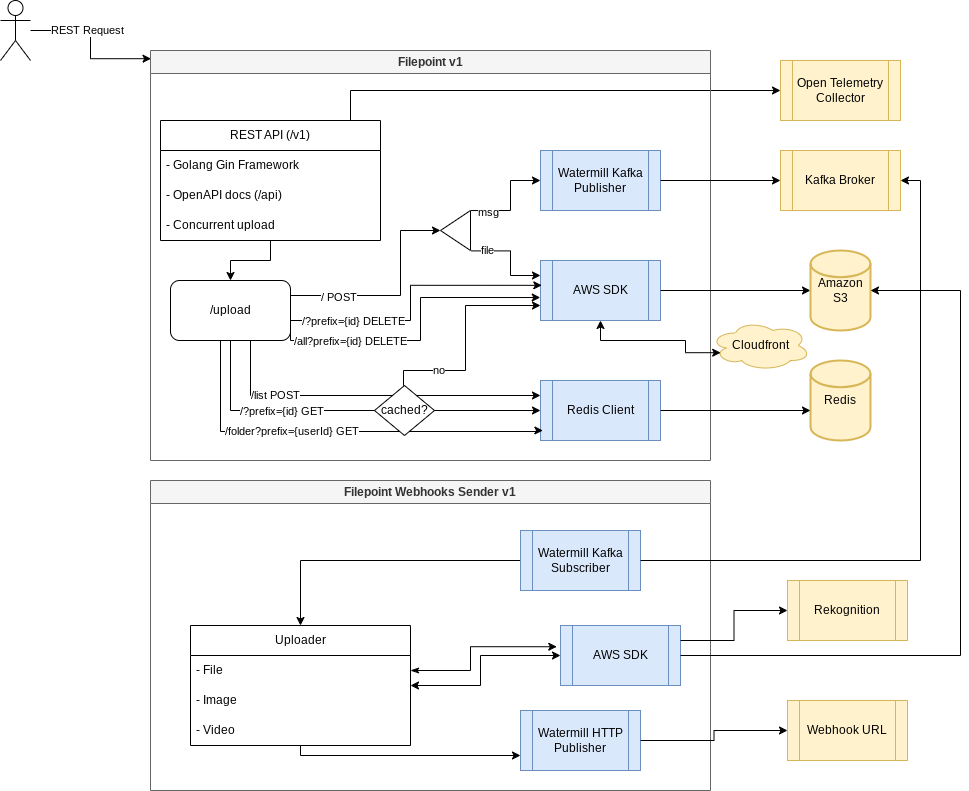 REST Request
Filepoint v1
Open Telemetry
Collector
REST API (/v1)
- Golang Gin Framework
- OpenAPI docs (/api)
- Concurrent upload
Watermill Kafka
Publisher
Kafka Broker
msg
file
/upload
/ POST
/?prefix={id} DELETE
/all?prefix={id} DELETE
AWS SDK
Amazon
S3
Cloudfront
no
/list POST
/?prefix={id} GET
/folder?prefix={userId} GET
cached?
Redis Client
Redis
Filepoint Webhooks Sender v1
Watermill Kafka
Subscriber
Uploader
- File
- Image
- Video
AWS SDK
Rekognition
Watermill HTTP
Publisher
Webhook URL